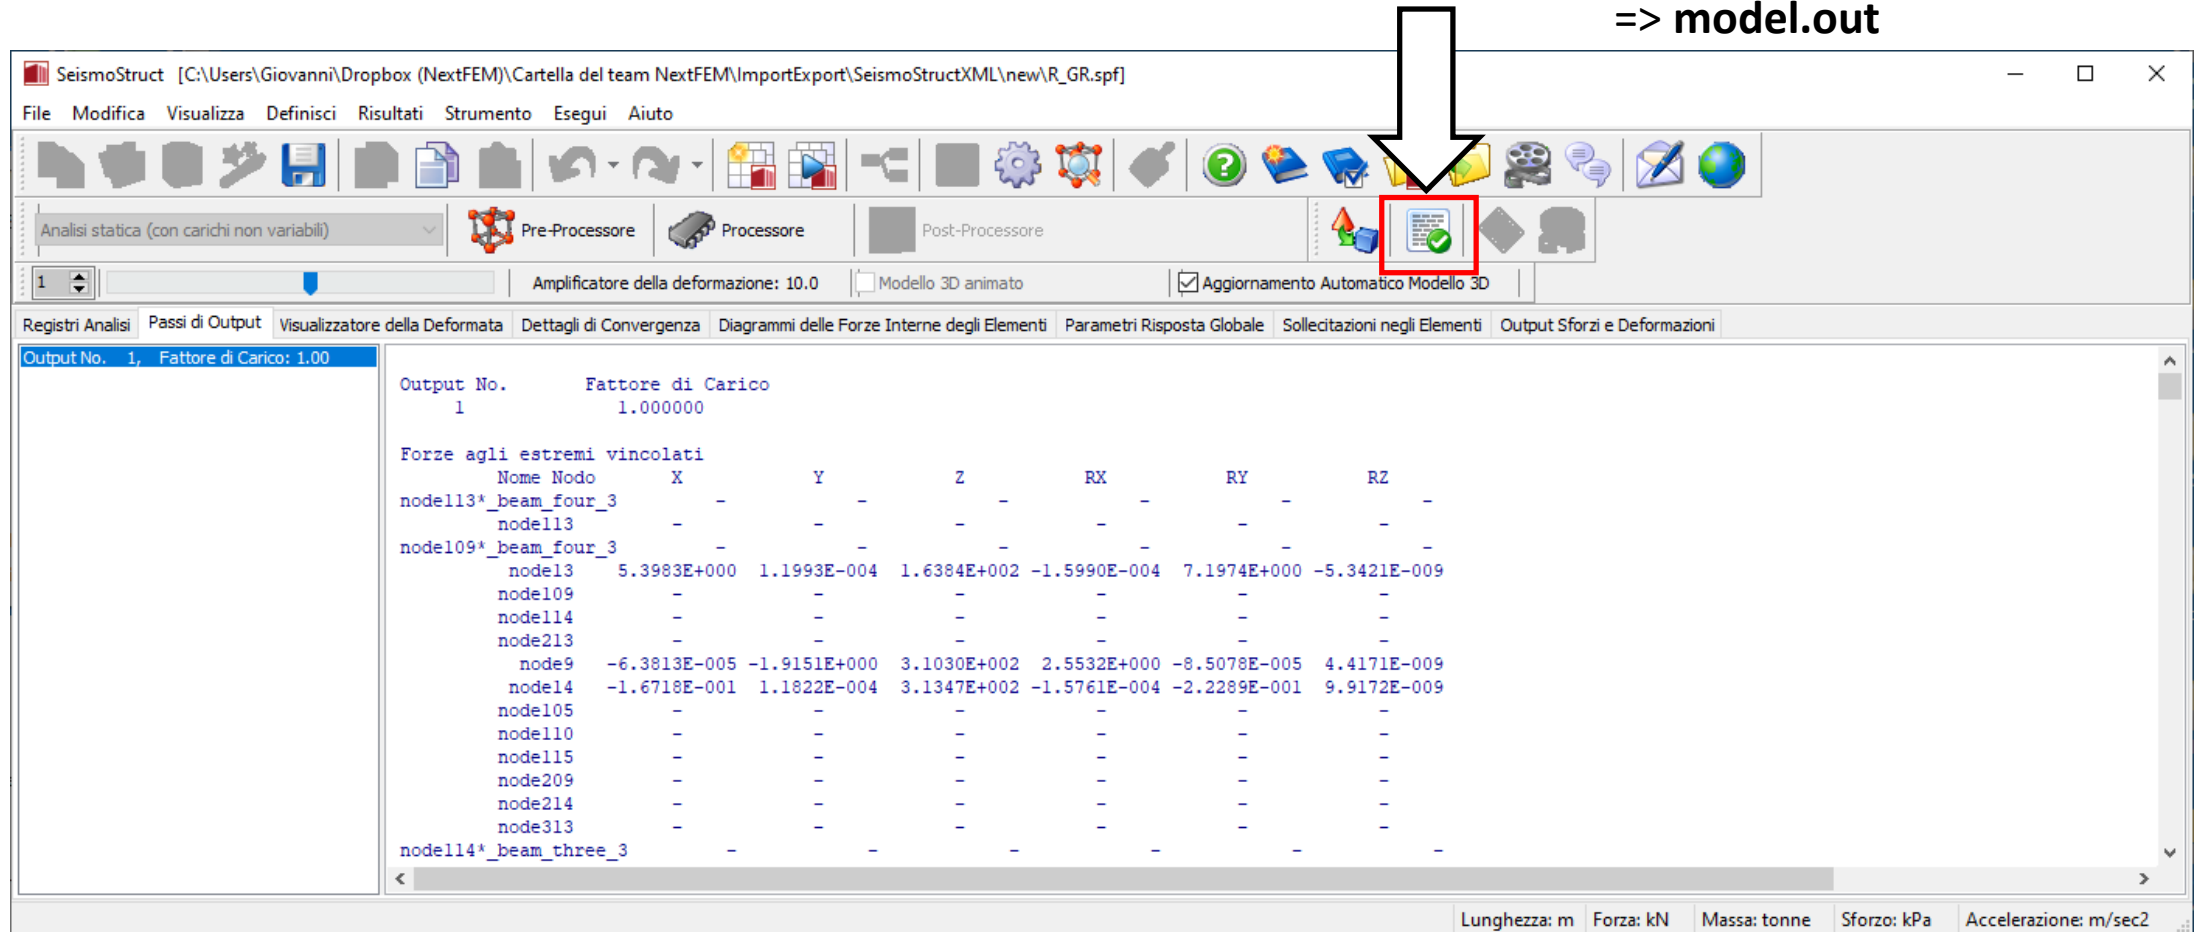 => model.out
SeismoStruct [C:\Users\Giovanni\Dropbox (NextFEM)\Cartella del team NextFEM\ImportExport\SeismoStructXML\new\R_GR.spf]
File Modifica Visualizza Definisci Risultati Strumento Esegui Aiuto
Analisi statica (con carichi non variabili) Pre-Processore Processore Post-Processore
1 Amplificatore della deformazione: 10.0 Modello 3D animato Aggiornamento Automatico Modello 3D
Registri Analisi Passi di Output Visualizzatore della Deformata Dettagli di Convergenza Diagrammi delle Forze Interne degli Elementi Parametri Risposta Globale Sollecitazioni negli Elementi Output Sforzi e Deformazioni
Output No. 1, Fattore di Carico: 1.00
Output No. Fattore di Carico
1 1.000000
Forze agli estremi vincolati
Nome Nodo X Y Z RX RY RZ
node113*_beam_four_3 - - - - - -
node113 - - - - - -
node109*_beam_four_3 - - - - - -
node13 5.3983E+000 1.1993E-004 1.6384E+002 -1.5990E-004 7.1974E+000 -5.3421E-009
node109 - - - - - -
node114 - - - - - -
node213 - - - - - -
node9 -6.3813E-005 -1.9151E+000 3.1030E+002 2.5532E+000 -8.5078E-005 4.4171E-009
node14 -1.6718E-001 1.1822E-004 3.1347E+002 -1.5761E-004 -2.2289E-001 9.9172E-009
node105 - - - - - -
node110 - - - - - -
node115 - - - - - -
node209 - - - - - -
node214 - - - - - -
node313 - - - - - -
node114*_beam_three_3 - - - - - -
Lunghezza: m Forza: kN Massa: tonne Sforzo: kPa Accelerazione: m/sec2